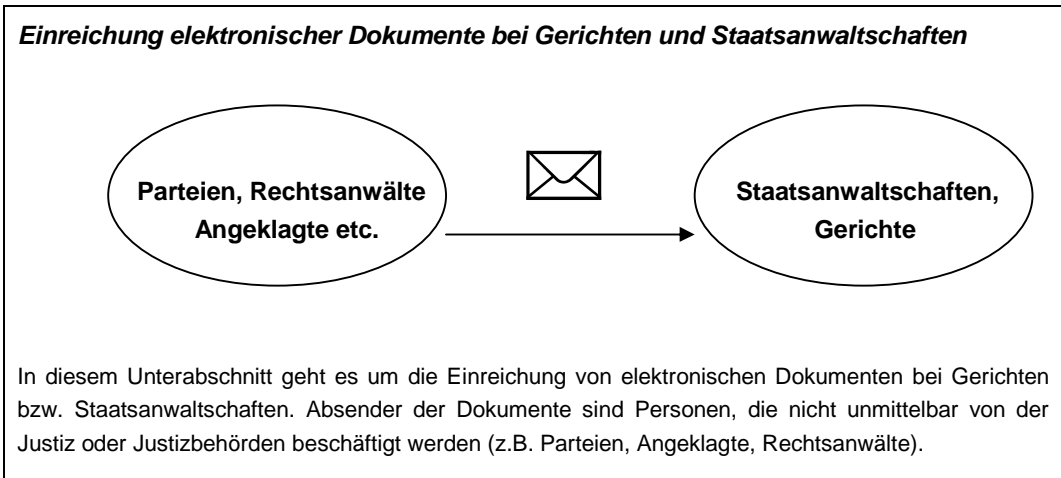 Einreichung elektronischer Dokumente bei Gerichten und Staatsanwaltschaften
Parteien, Rechtsanwälte
Angeklagte etc.
Staatsanwaltschaften,
Gerichte
In diesem Unterabschnitt geht es um die Einreichung von elektronischen Dokumenten bei Gerichten
bzw. Staatsanwaltschaften. Absender der Dokumente sind Personen, die nicht unmittelbar von der
Justiz oder Justizbehörden beschäftigt werden (z.B. Parteien, Angeklagte, Rechtsanwälte).